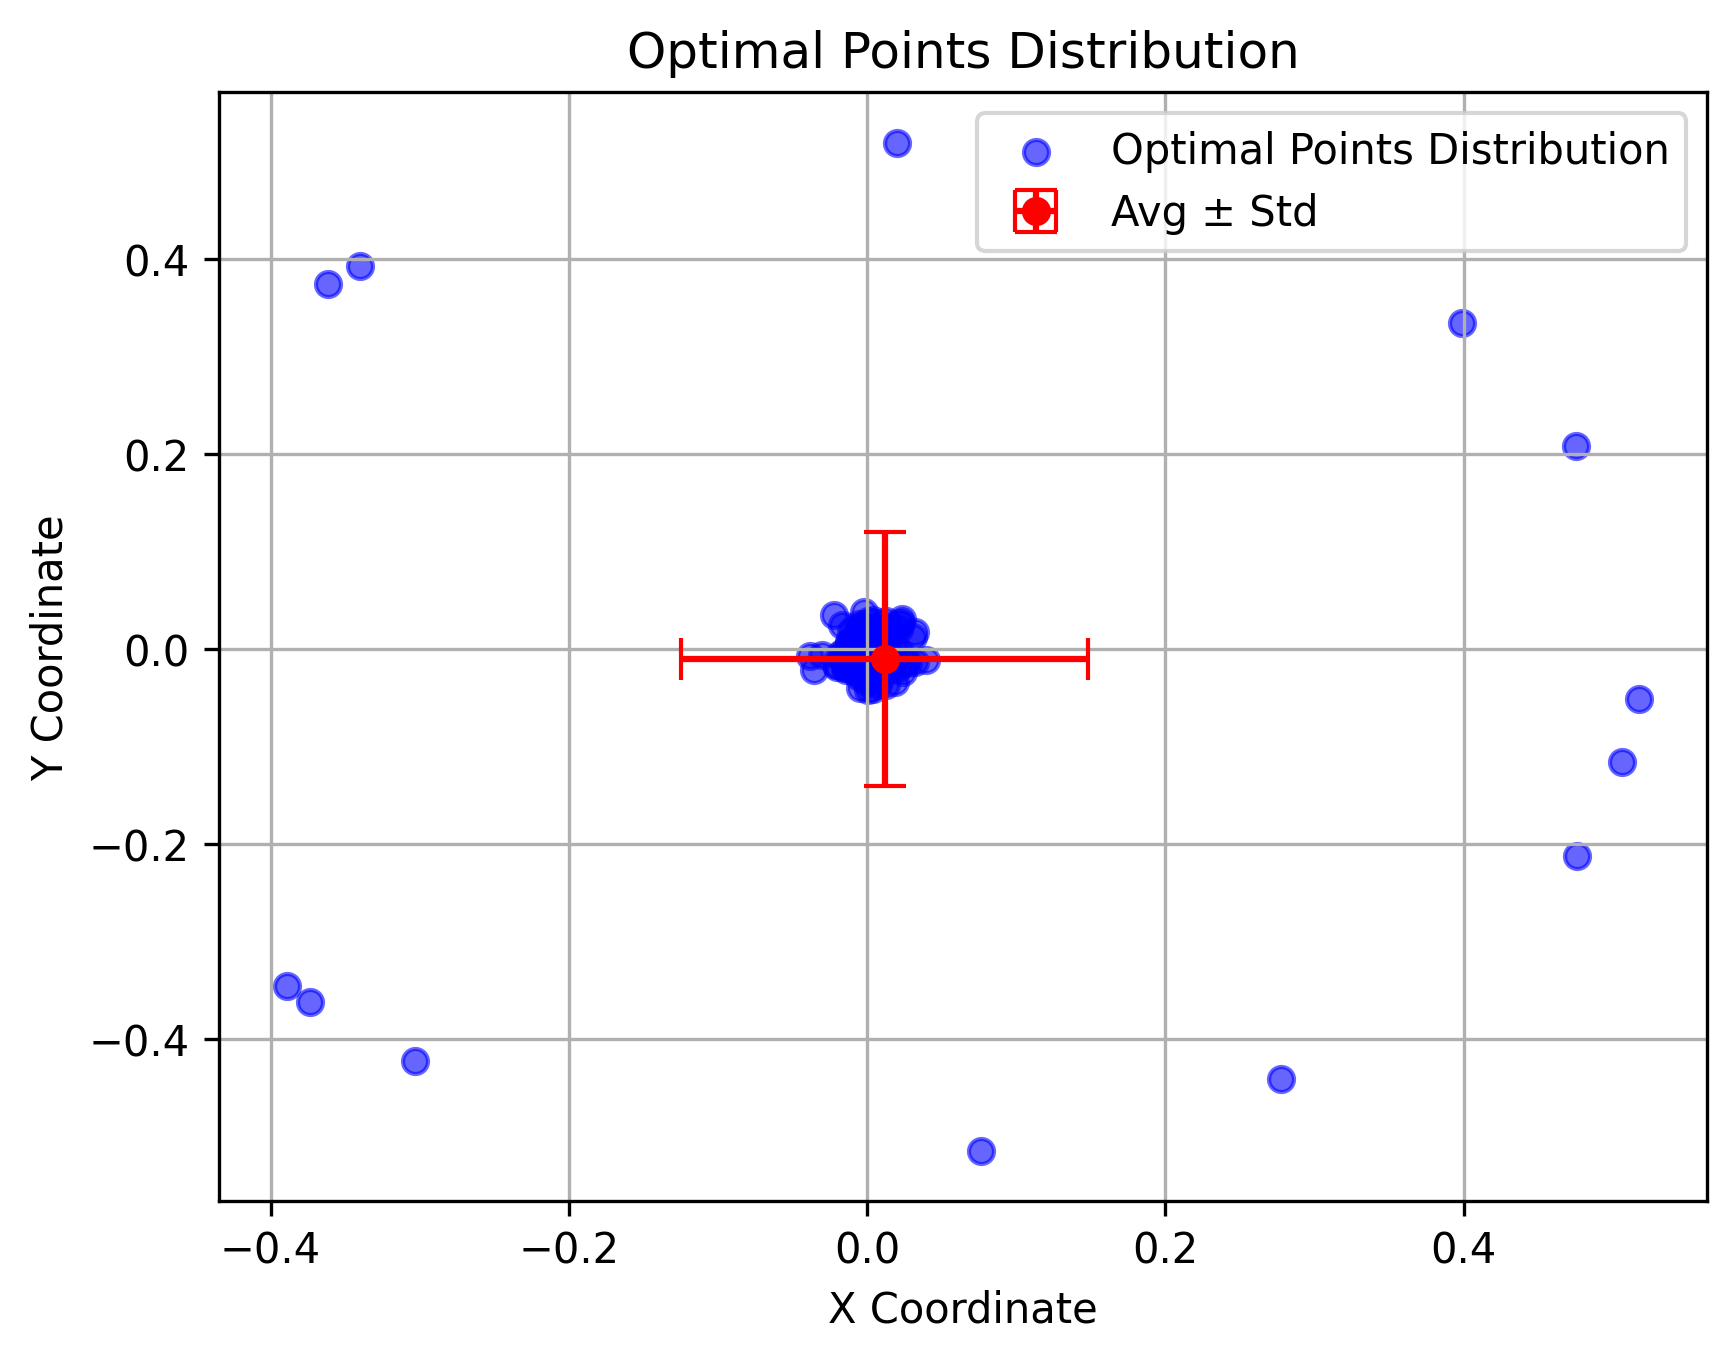 Optimal Points Distribution
Optimal Points Distribution
Avg ± Std
0.4
0.2
0.0
−0.2
−0.4
Y Coordinate
−0.4
−0.2
0.0
0.2
0.4
X Coordinate